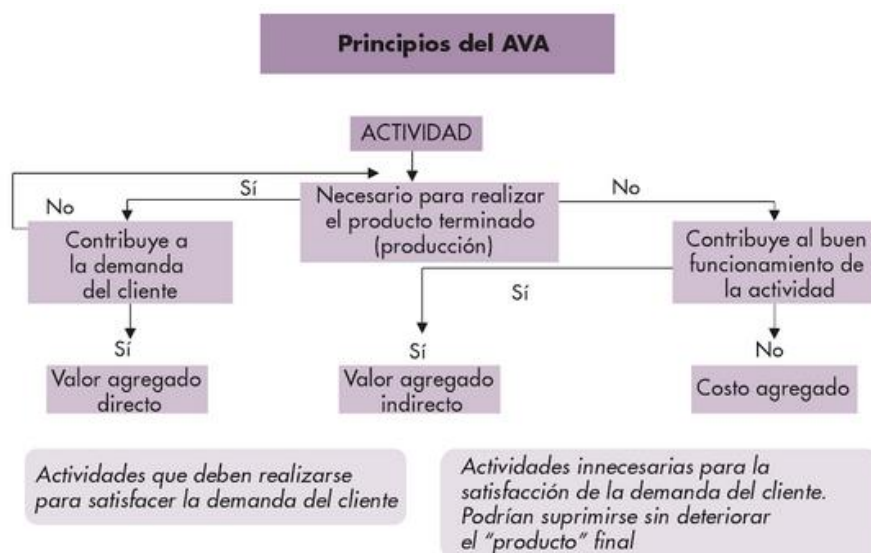 Principios del AVA
ACTIVIDAD
Sí
No
No
Necesario para realizar
el producto terminado
(producción)
Contribuye a
la demanda
del cliente
Contribuye al buen
funcionamiento de
la actividad
Sí
Sí
Sí
No
Valor agregado
directo
Valor agregado
indirecto
Costo agregado
Actividades que deben realizarse
para satisfacer la demanda del cliente
Actividades innecesarias para la
satisfacción de la demanda del cliente.
Podrían suprimirse sin deteriorar
el “producto” final